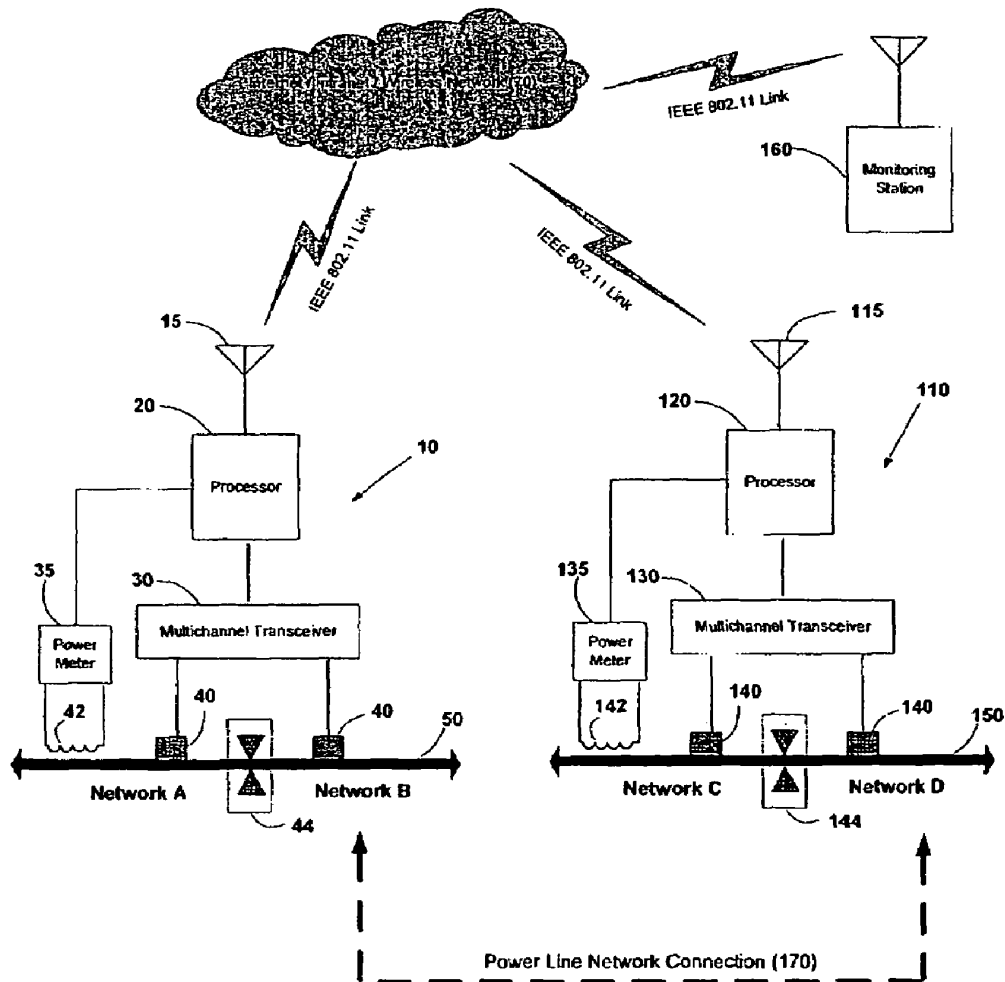 IEEE 802.11 Link
160
Monitoring
Station
IEEE 802.11 Link
IEEE 802.11 Link
15
115
20
120
110
10
Processor
Processor
35
30
135
130
Power
Meter
Multichannel Transceiver
Power
Meter
Multichannel Transceiver
42
40
40
50
142
140
140
150
Network A
Network B
Network C
Network D
44
144
Power Line Network Connection (170)